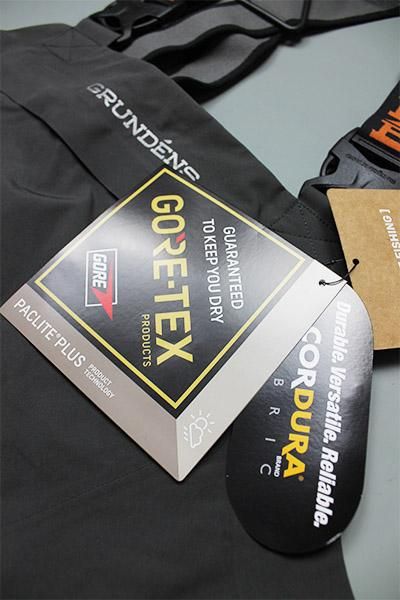 GRUNDÉNS
GUARANTEED
TO KEEP YOU DRY
GORE-TEX
PRODUCTS
GORE
PACLITE® PLUS
PRODUCT
TECHNOLOGY
Durable. Versatile. Reliable.
CORDURA®
BRAND
BRIC